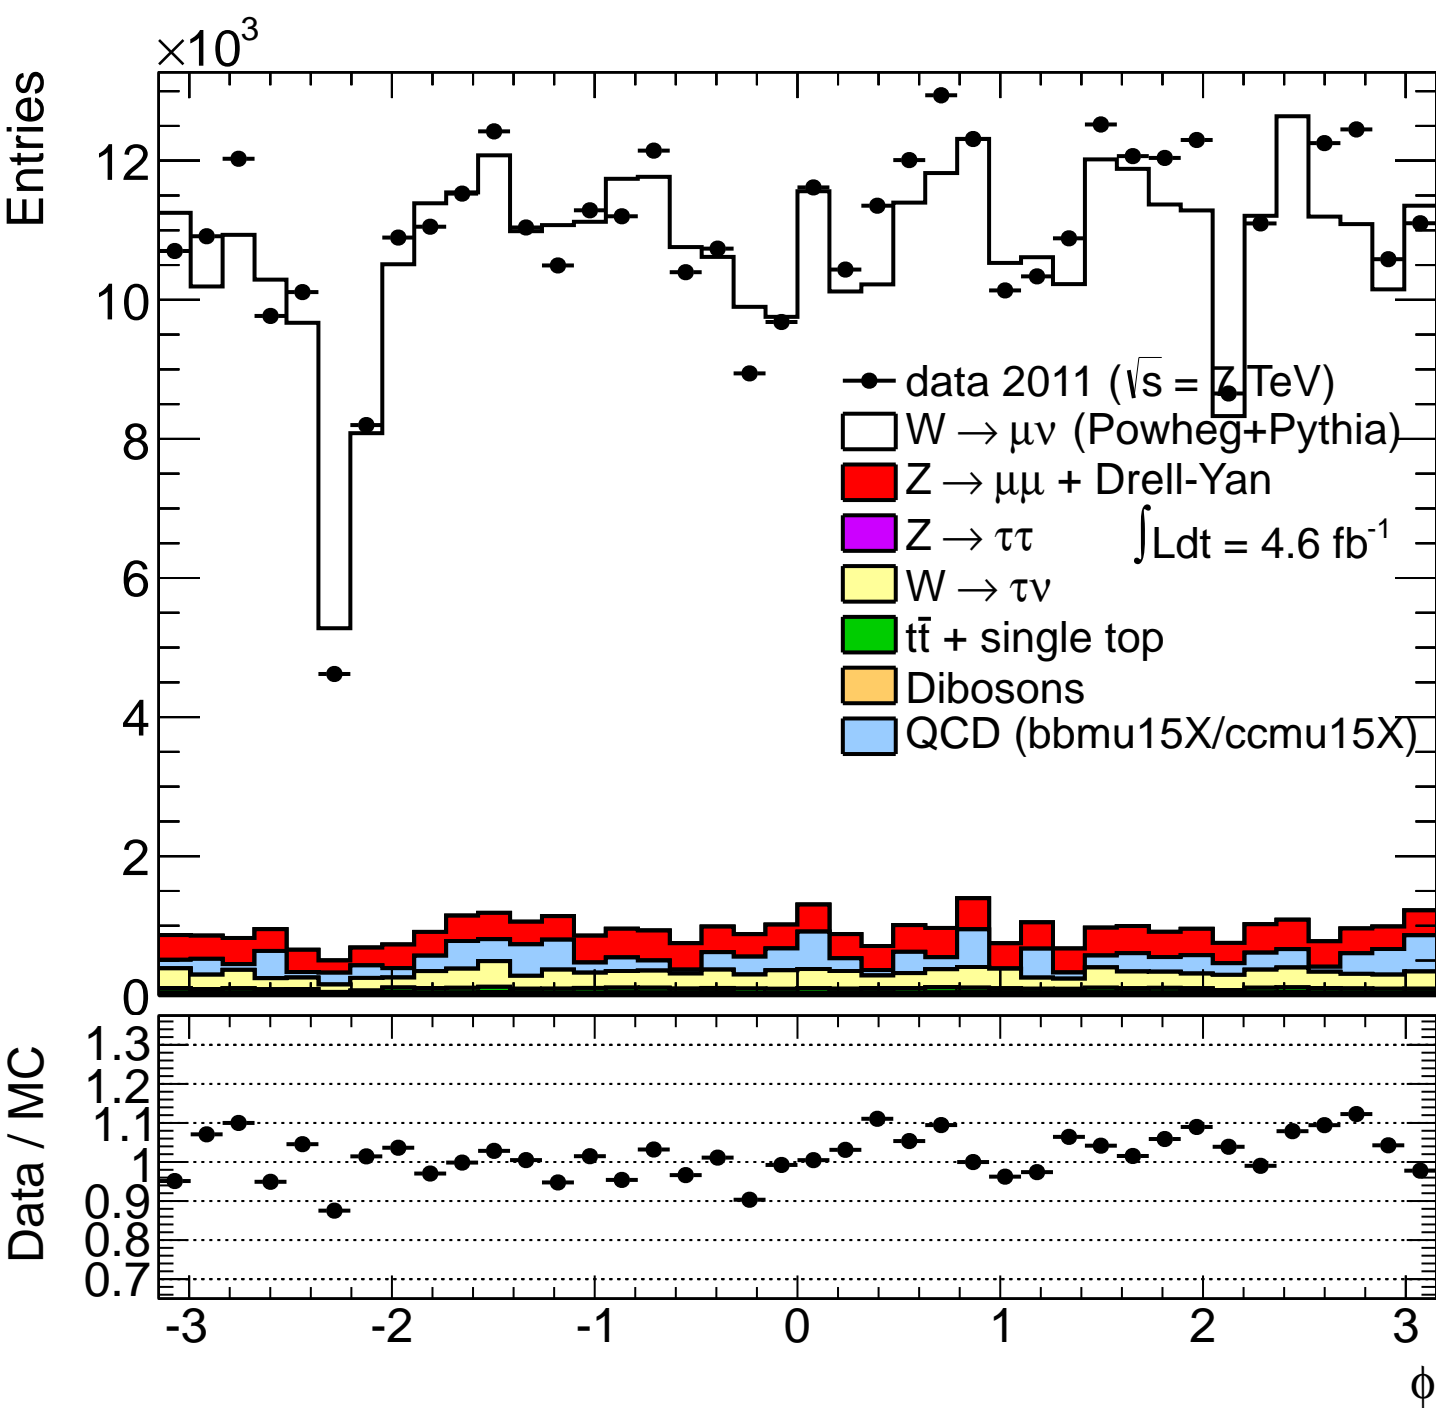 ×10³
Entries
12
10
8
6
4
2
0
data 2011 (√s = 7 TeV)
W → μν (Powheg+Pythia)
Z → μμ + Drell-Yan
Z → ττ
∫Ldt = 4.6 fb⁻¹
W → τν
tt̄ + single top
Dibosons
QCD (bbmu15X/ccmu15X)
Data / MC
1.3
1.2
1.1
1
0.9
0.8
0.7
-3 -2 -1 0 1 2 3
ϕ